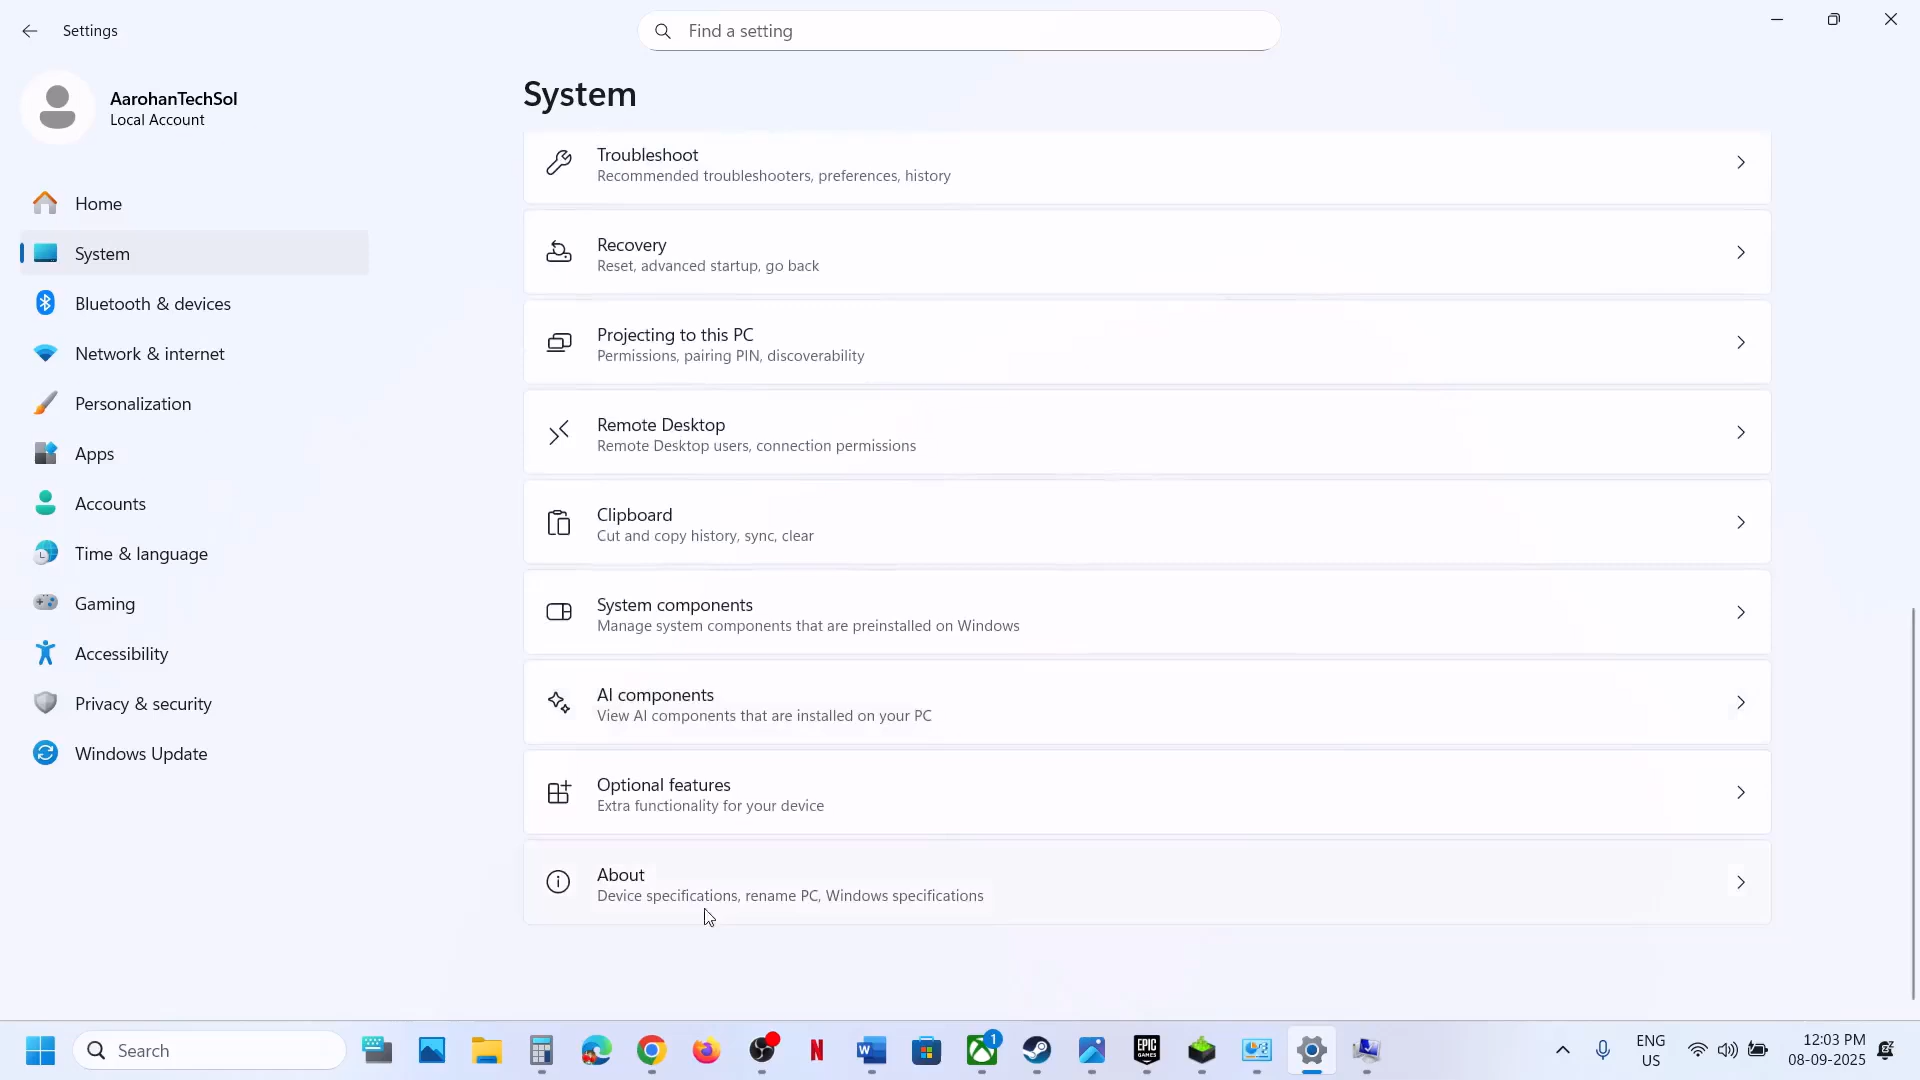 Settings
Find a setting
AarohanTechSol
Local Account
Home
System
Bluetooth & devices
Network & internet
Personalization
Apps
Accounts
Time & language
Gaming
Accessibility
Privacy & security
Windows Update
System
Troubleshoot
Recommended troubleshooters, preferences, history
Recovery
Reset, advanced startup, go back
Projecting to this PC
Permissions, pairing PIN, discoverability
Remote Desktop
Remote Desktop users, connection permissions
Clipboard
Cut and copy history, sync, clear
System components
Manage system components that are preinstalled on Windows
AI components
View AI components that are installed on your PC
Optional features
Extra functionality for your device
About
Device specifications, rename PC, Windows specifications
Search
N
W
1
EPIC
GAMES
ENG
US
12:03 PM
08-09-2025